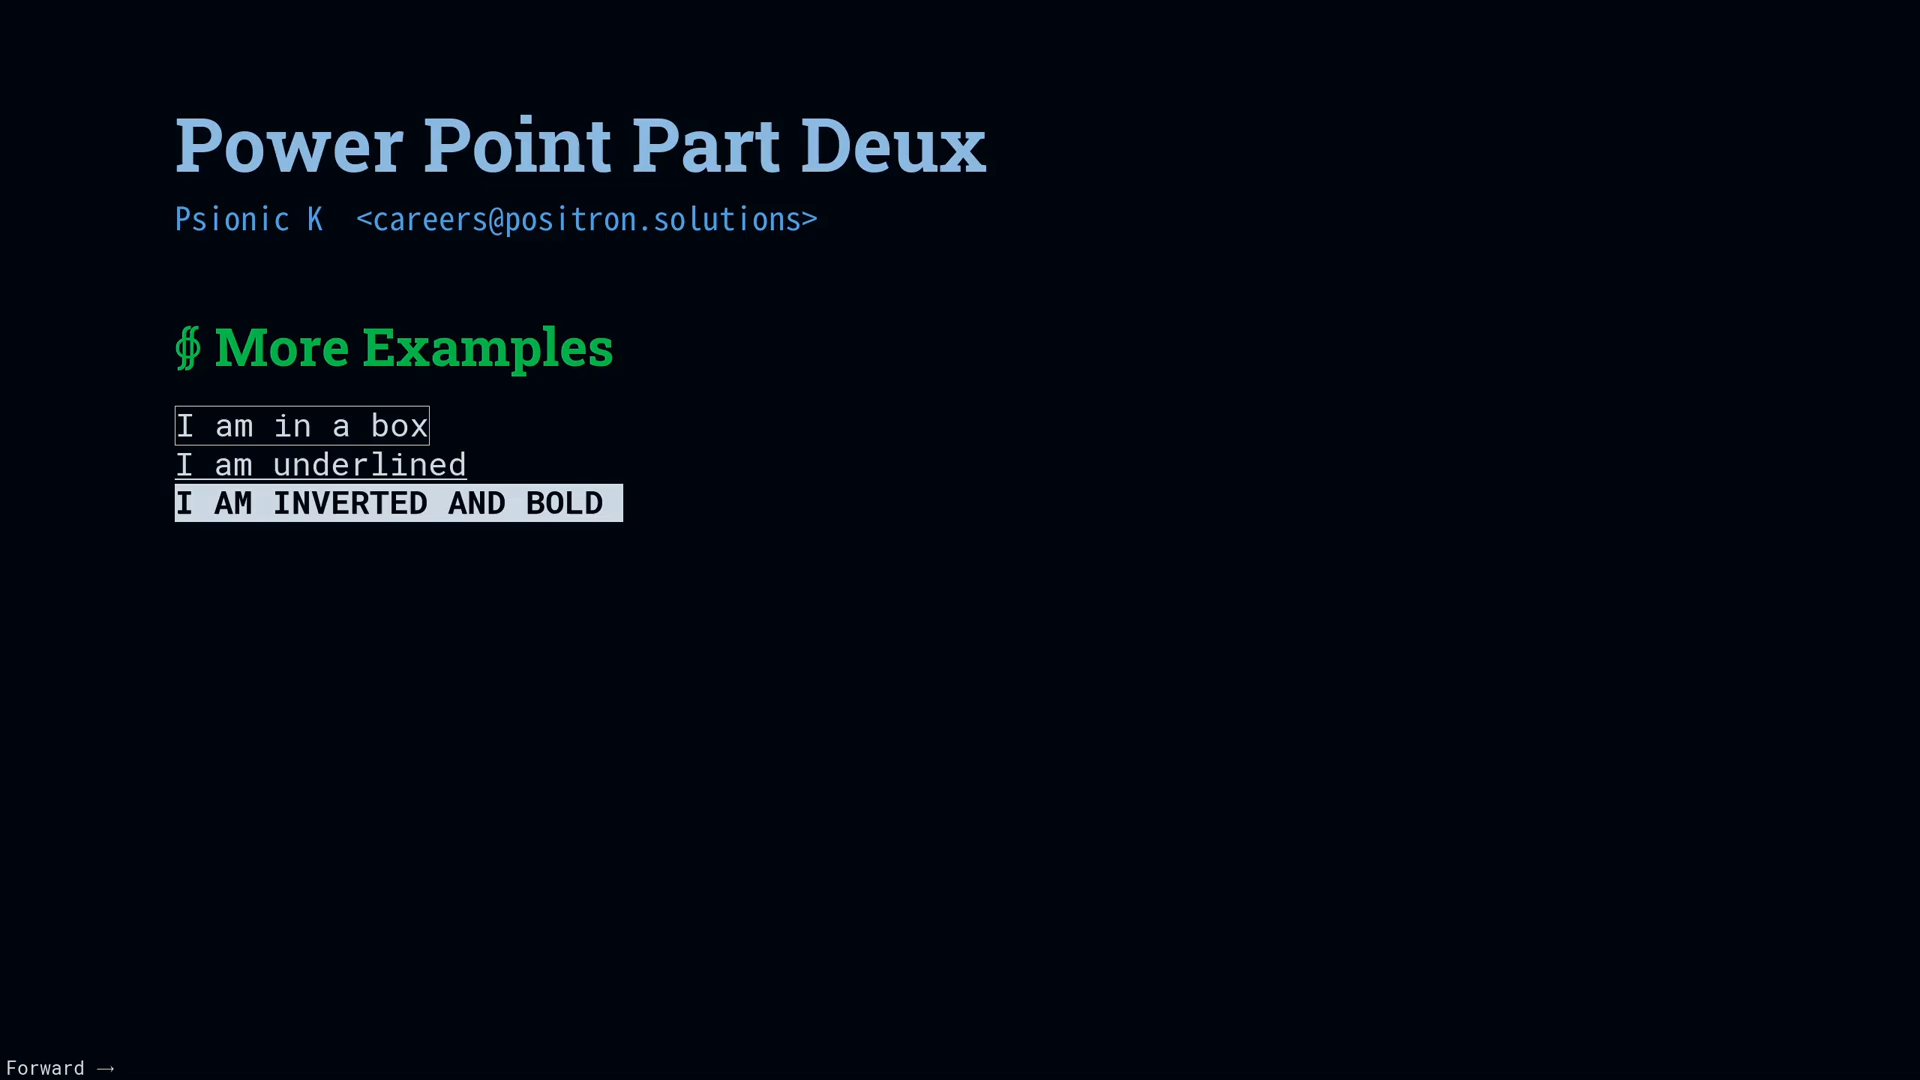 Power Point Part Deux
Psionic K  <careers@positron.solutions>
∯ More Examples
I am in a box
I am underlined
I AM INVERTED AND BOLD
Forward →